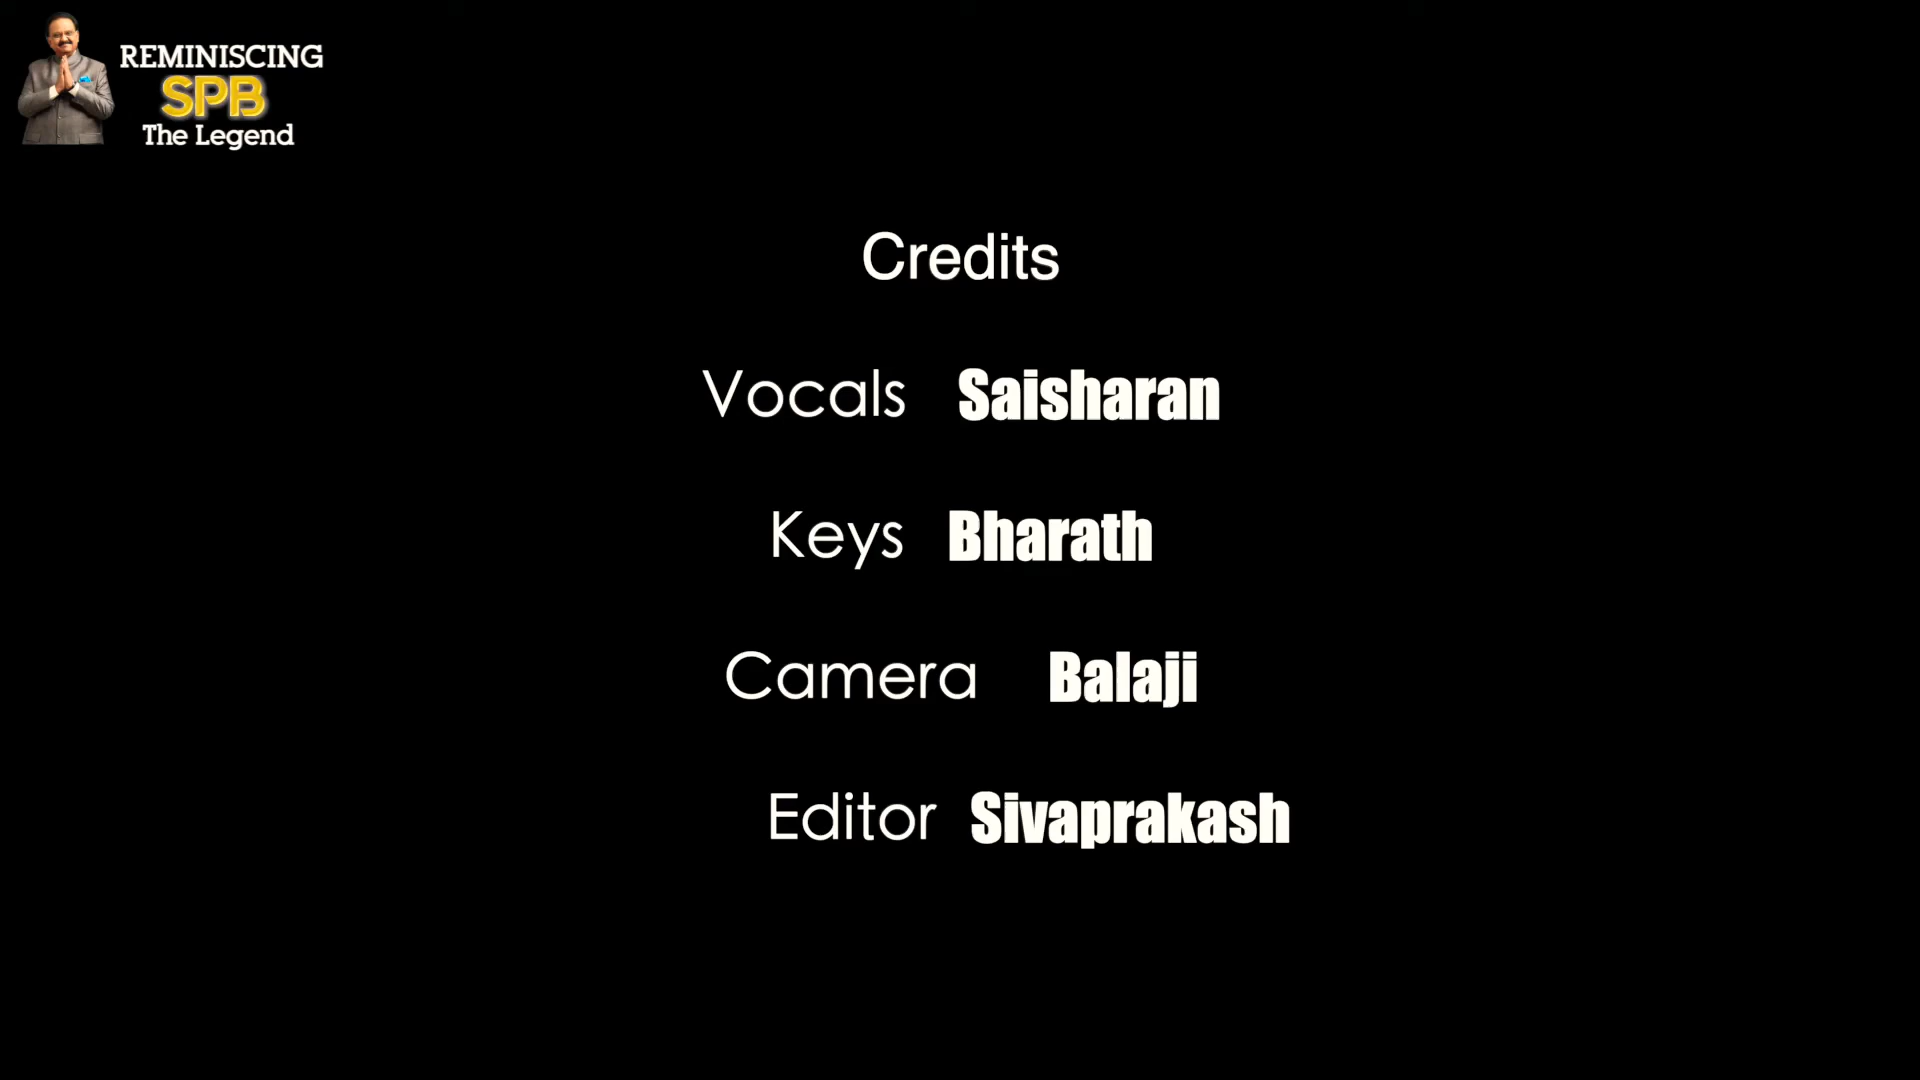 REMINISCING
SPB
The Legend
Credits
Vocals Saisharan
Keys Bharath
Camera Balaji
Editor Sivaprakash